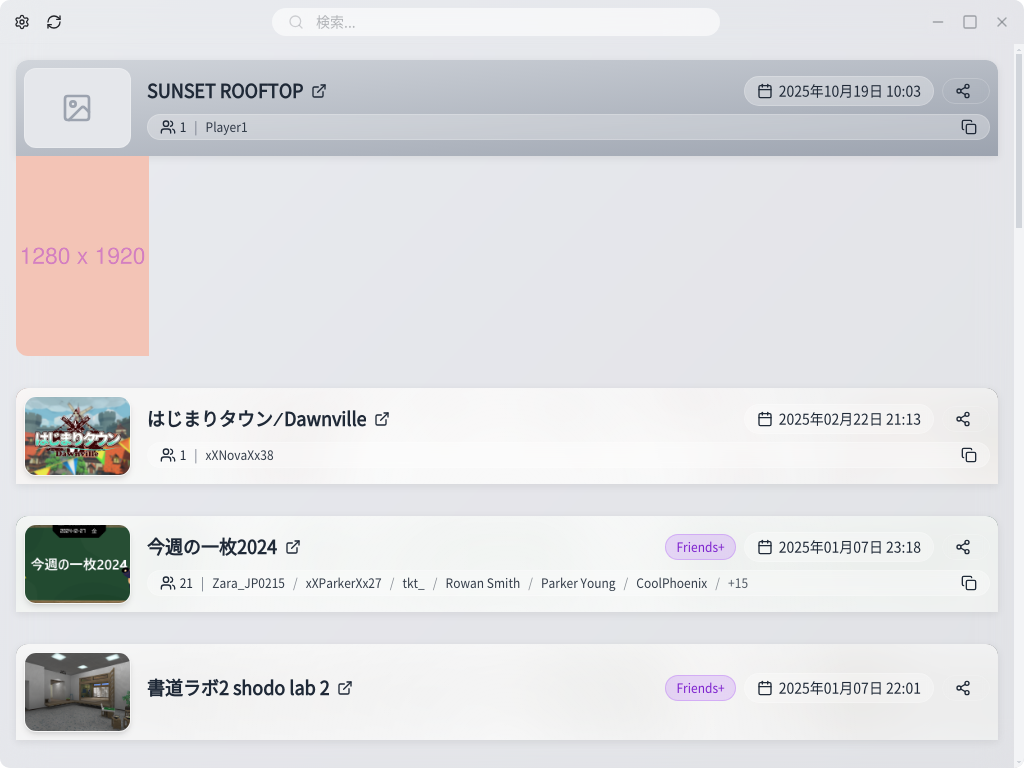 検索...
SUNSET ROOFTOP
2025年10月19日 10:03
1 | Player1
1280 x 1920
はじまりタウン
Dawnville
はじまりタウン⁄Dawnville
2025年02月22日 21:13
1 | xXNovaXx38
今週の一枚2024
今週の一枚2024
Friends+
2025年01月07日 23:18
21 | Zara_JP0215 / xXParkerXx27 / tkt_ / Rowan Smith / Parker Young / CoolPhoenix / +15
書道ラボ2 shodo lab 2
Friends+
2025年01月07日 22:01